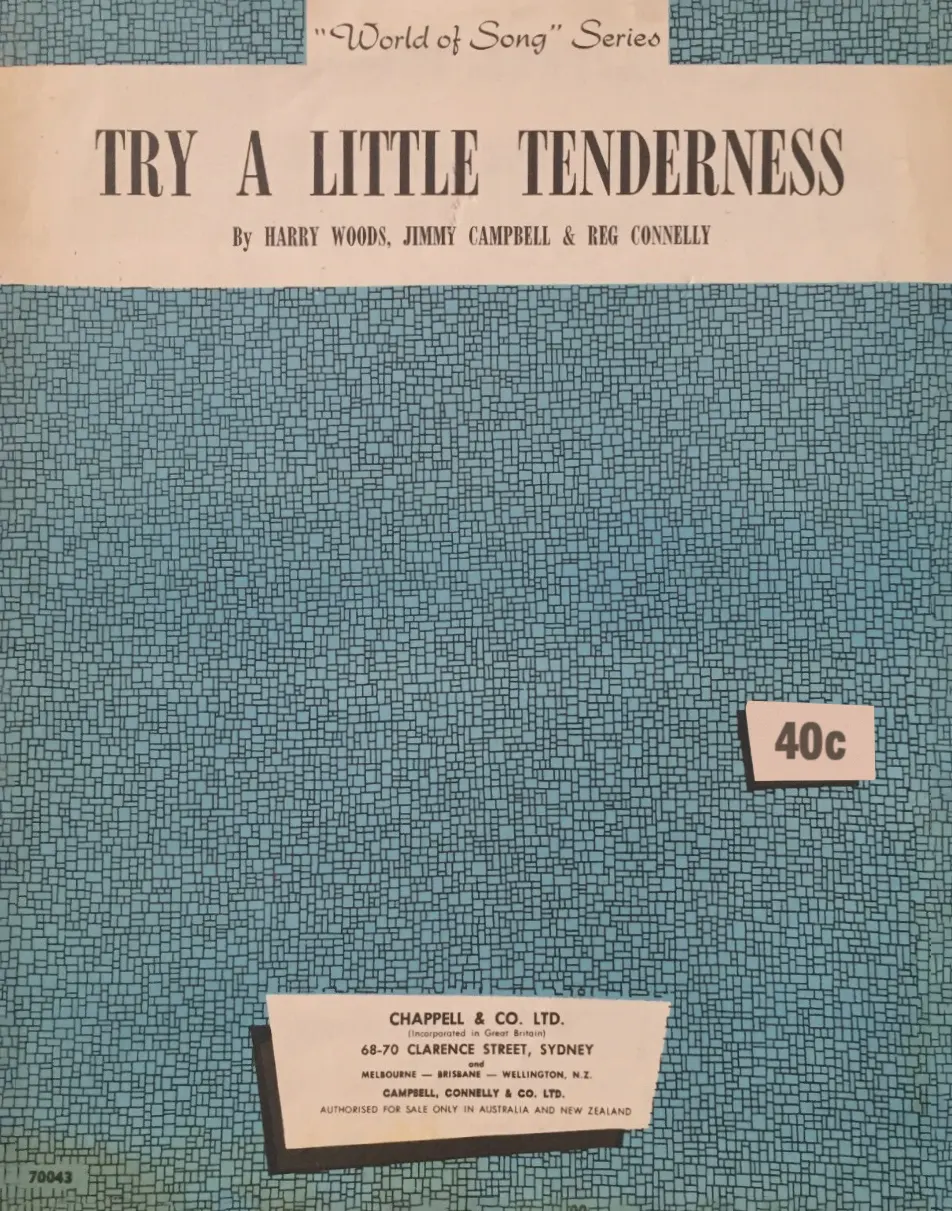 "World of Song" Series
TRY A LITTLE TENDERNESS
By HARRY WOODS, JIMMY CAMPBELL & REG CONNELLY
40c
CHAPPELL & CO. LTD.
(Incorporated in Great Britain)
68-70 CLARENCE STREET, SYDNEY
and
MELBOURNE — BRISBANE — WELLINGTON, N.Z.
CAMPBELL, CONNELLY & CO. LTD.
AUTHORISED FOR SALE ONLY IN AUSTRALIA AND NEW ZEALAND
70043